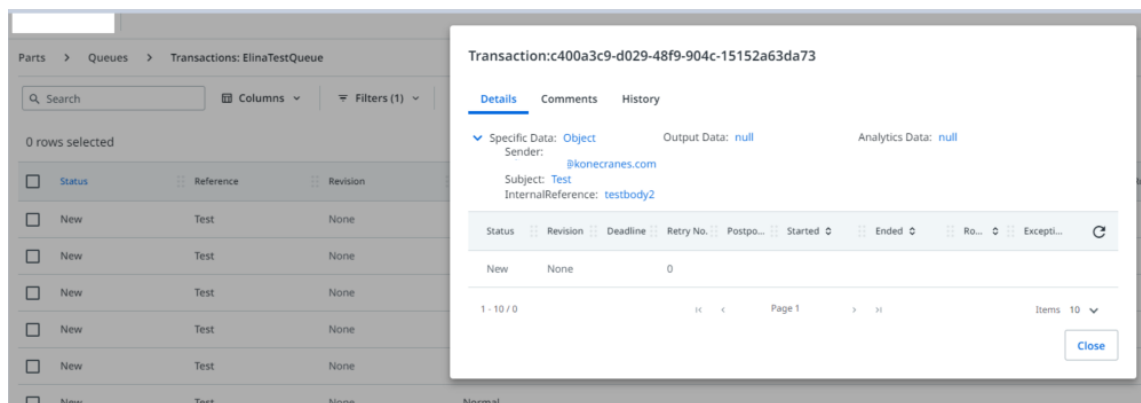 Parts > Queues > Transactions: ElinaTestQueue
Search Columns Filters (1)
0 rows selected
Status Reference Revision
New Test None
New Test None
New Test None
New Test None
New Test None
New Test None Normal
Transaction:c400a3c9-d029-48f9-904c-15152a63da73
Details Comments History
Specific Data: Object Output Data: null Analytics Data: null
Sender:
@konecranes.com
Subject: Test
InternalReference: testbody2
Status Revision Deadline Retry No. Postpo... Started Ended Ro... Excepti...
New None 0
1 - 10 / 0 Page 1 Items 10
Close